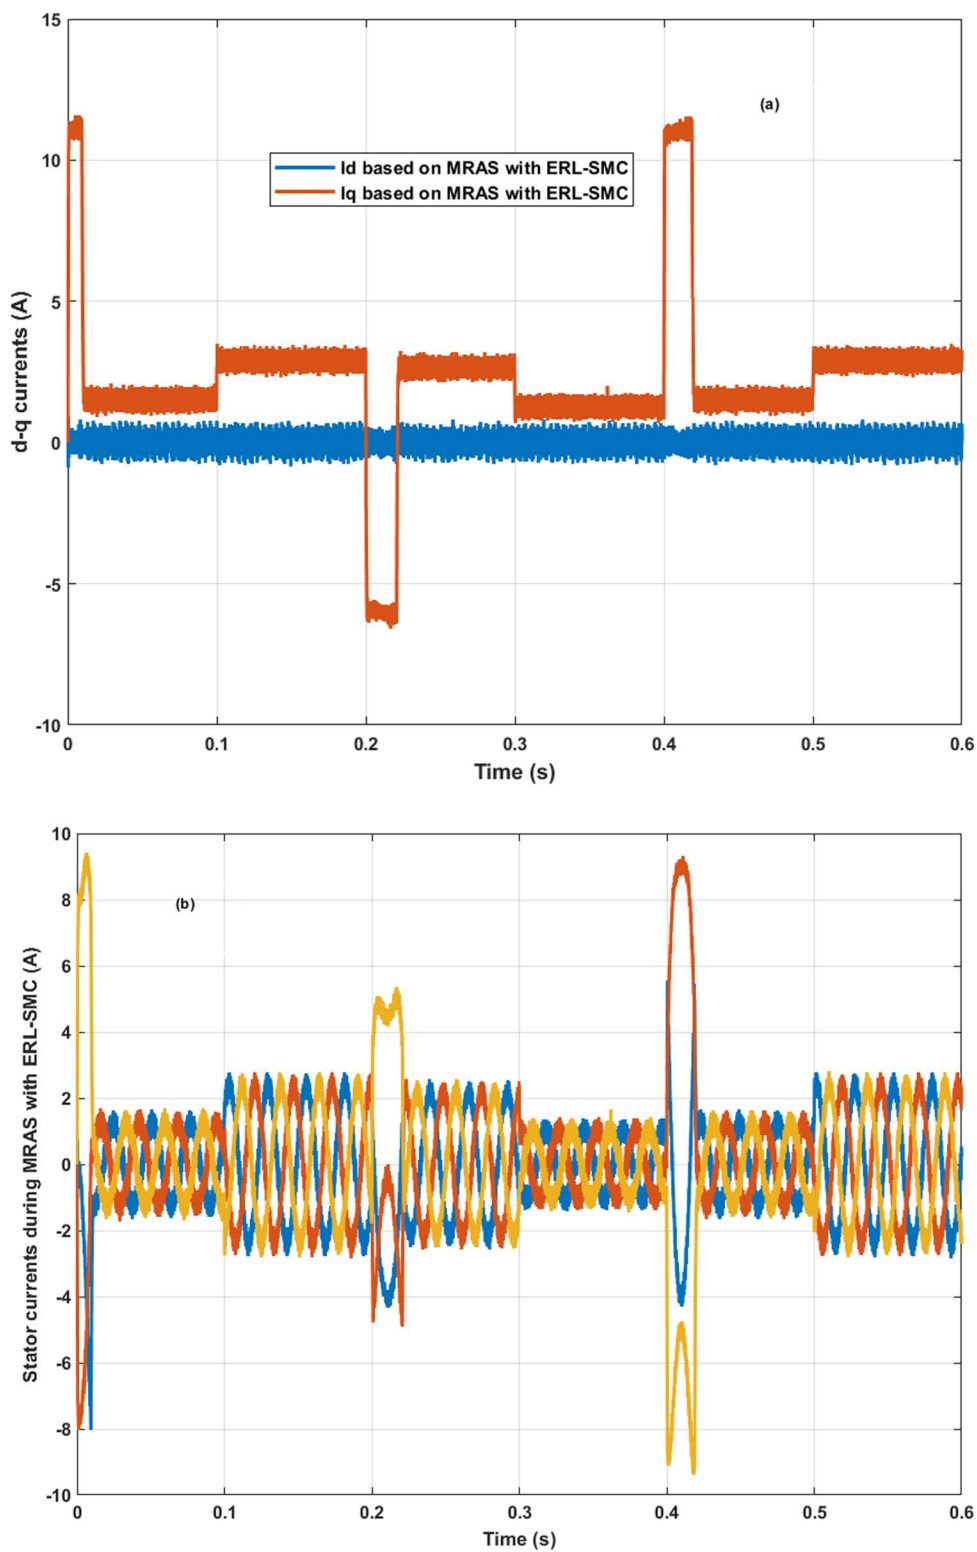 15
(a)
Id based on MRAS with ERL-SMC
Iq based on MRAS with ERL-SMC
10
5
0
-5
-10
d-q currents (A)
0 0.1 0.2 0.3 0.4 0.5 0.6
Time (s)
10
(b)
8
6
4
2
0
-2
-4
-6
-8
-10
Stator currents during MRAS with ERL-SMC (A)
0 0.1 0.2 0.3 0.4 0.5 0.6
Time (s)